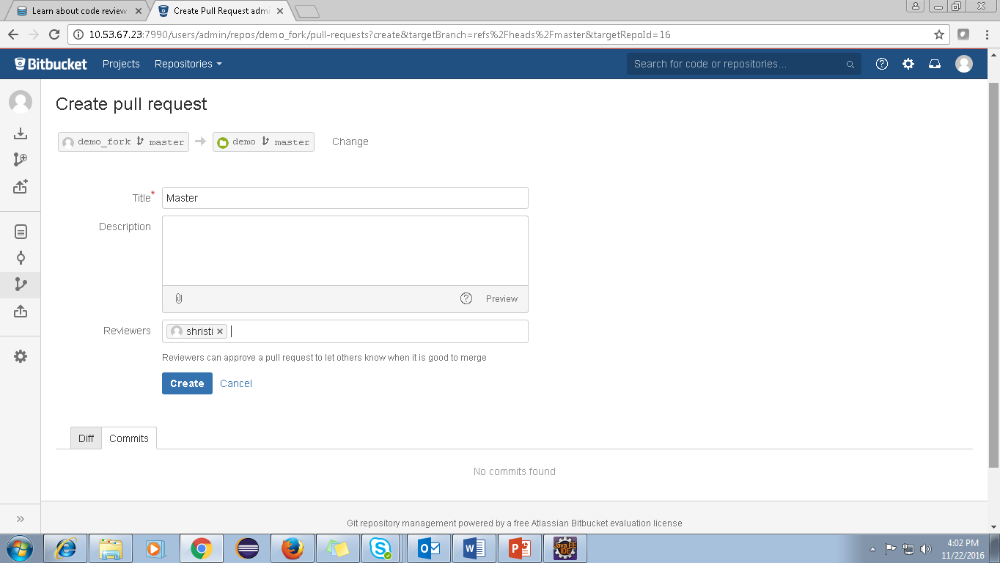 Learn about code review
Create Pull Request adm
10.53.67.23:7990/users/admin/repos/demo_fork/pull-requests?create&targetBranch=refs%2Fheads%2Fmaster&targetRepoId=16
Bitbucket Projects Repositories Search for code or repositories...
Create pull request
demo_fork master demo master Change
Title* Master
Description
Preview
Reviewers shristi
Reviewers can approve a pull request to let others know when it is good to merge
Create Cancel
Diff Commits
No commits found
Git repository management powered by a free Atlassian Bitbucket evaluation license
Java EE
IDE
4:02 PM
11/22/2016